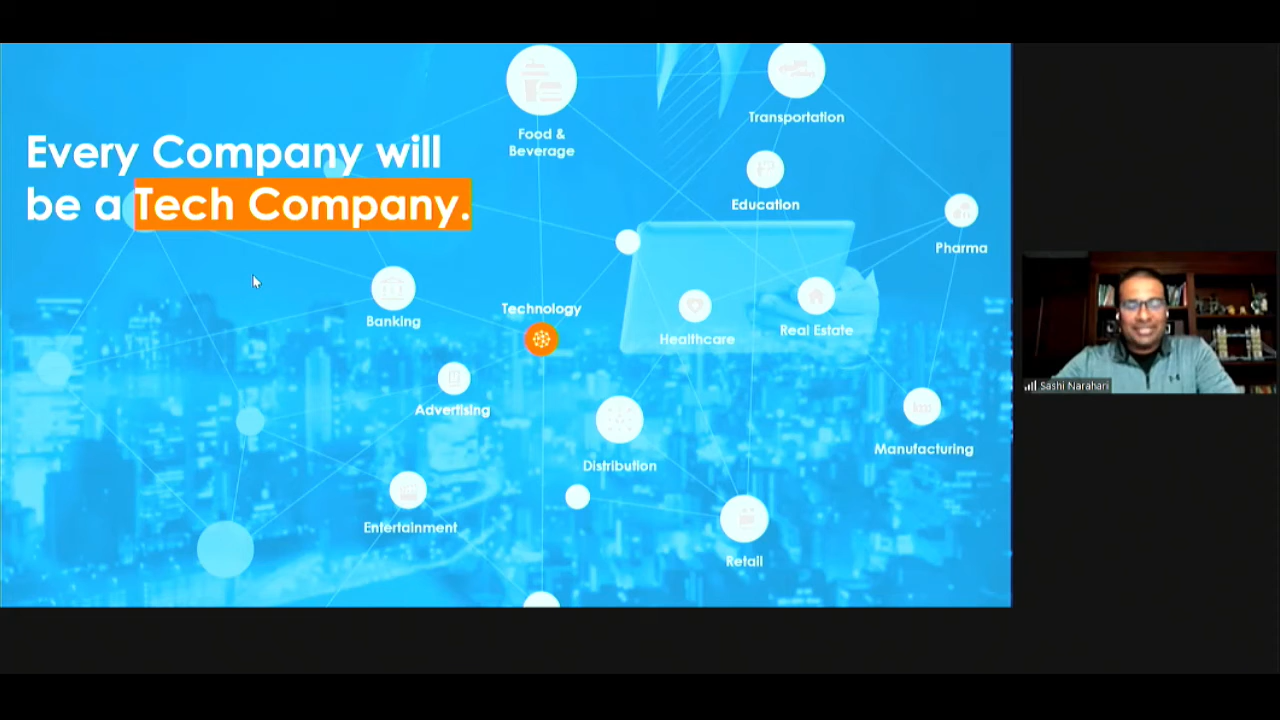 Every Company will
be a Tech Company.
Food &
Beverage
Transportation
Education
Pharma
Banking
Technology
Healthcare
Real Estate
Advertising
Distribution
Manufacturing
Entertainment
Retail
Sashi Narahari